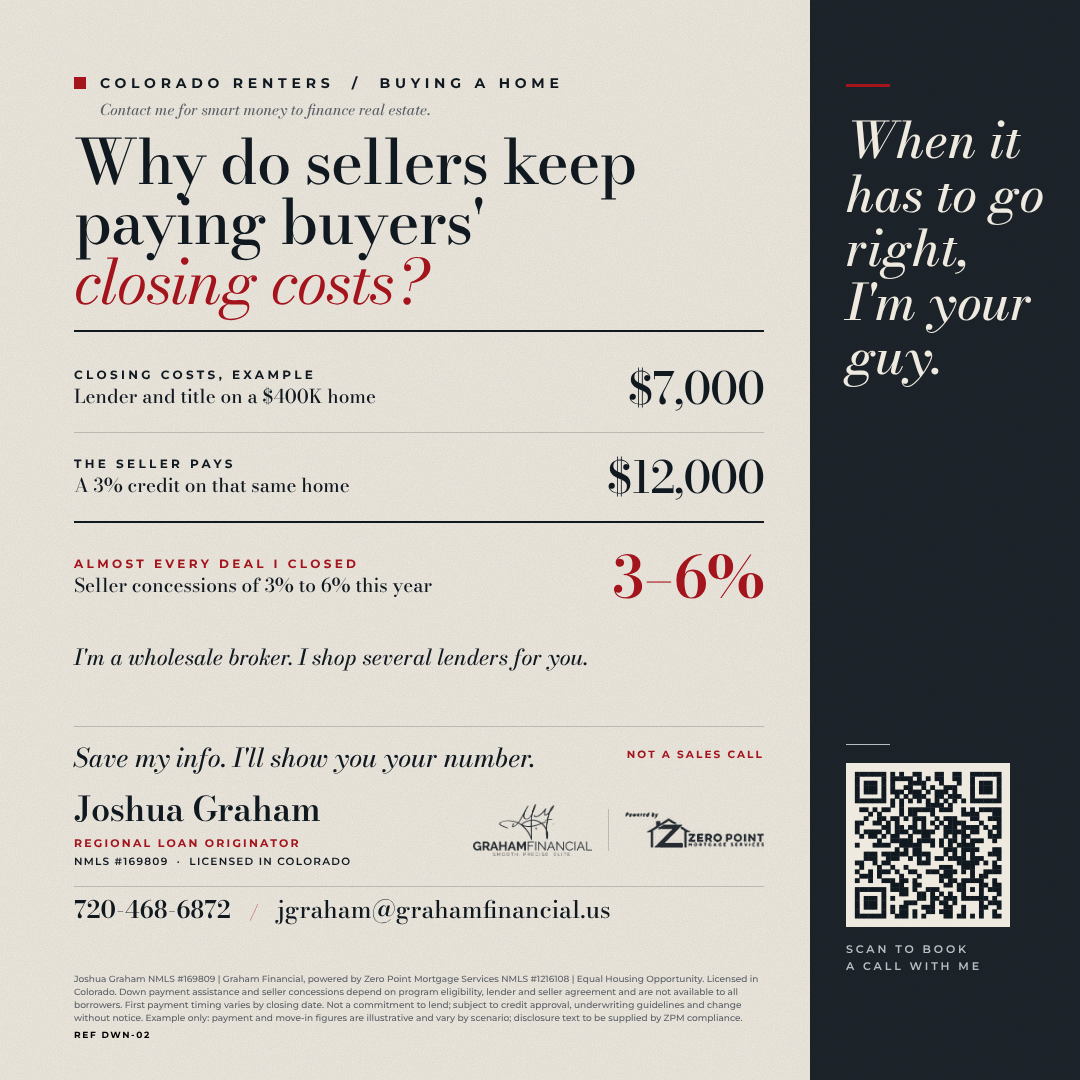 COLORADO RENTERS / BUYING A HOME
Contact me for smart money to finance real estate.
Why do sellers keep
paying buyers'
closing costs?
CLOSING COSTS, EXAMPLE
Lender and title on a $400K home
$7,000
THE SELLER PAYS
A 3% credit on that same home
$12,000
ALMOST EVERY DEAL I CLOSED
Seller concessions of 3% to 6% this year
3–6%
I'm a wholesale broker. I shop several lenders for you.
Save my info. I'll show you your number.
NOT A SALES CALL
Joshua Graham
REGIONAL LOAN ORIGINATOR
NMLS #169809 · LICENSED IN COLORADO
GRAHAMFINANCIAL
SMOOTH. PRECISE. ELITE.
Powered by
ZERO POINT
MORTGAGE SERVICES
720-468-6872 / jgraham@grahamfinancial.us
Joshua Graham NMLS #169809 | Graham Financial, powered by Zero Point Mortgage Services NMLS #1216108 | Equal Housing Opportunity. Licensed in
Colorado. Down payment assistance and seller concessions depend on program eligibility, lender and seller agreement and are not available to all
borrowers. First payment timing varies by closing date. Not a commitment to lend; subject to credit approval, underwriting guidelines and change
without notice. Example only: payment and move-in figures are illustrative and vary by scenario; disclosure text to be supplied by ZPM compliance.
REF DWN-02
When it
has to go
right,
I'm your
guy.
SCAN TO BOOK
A CALL WITH ME